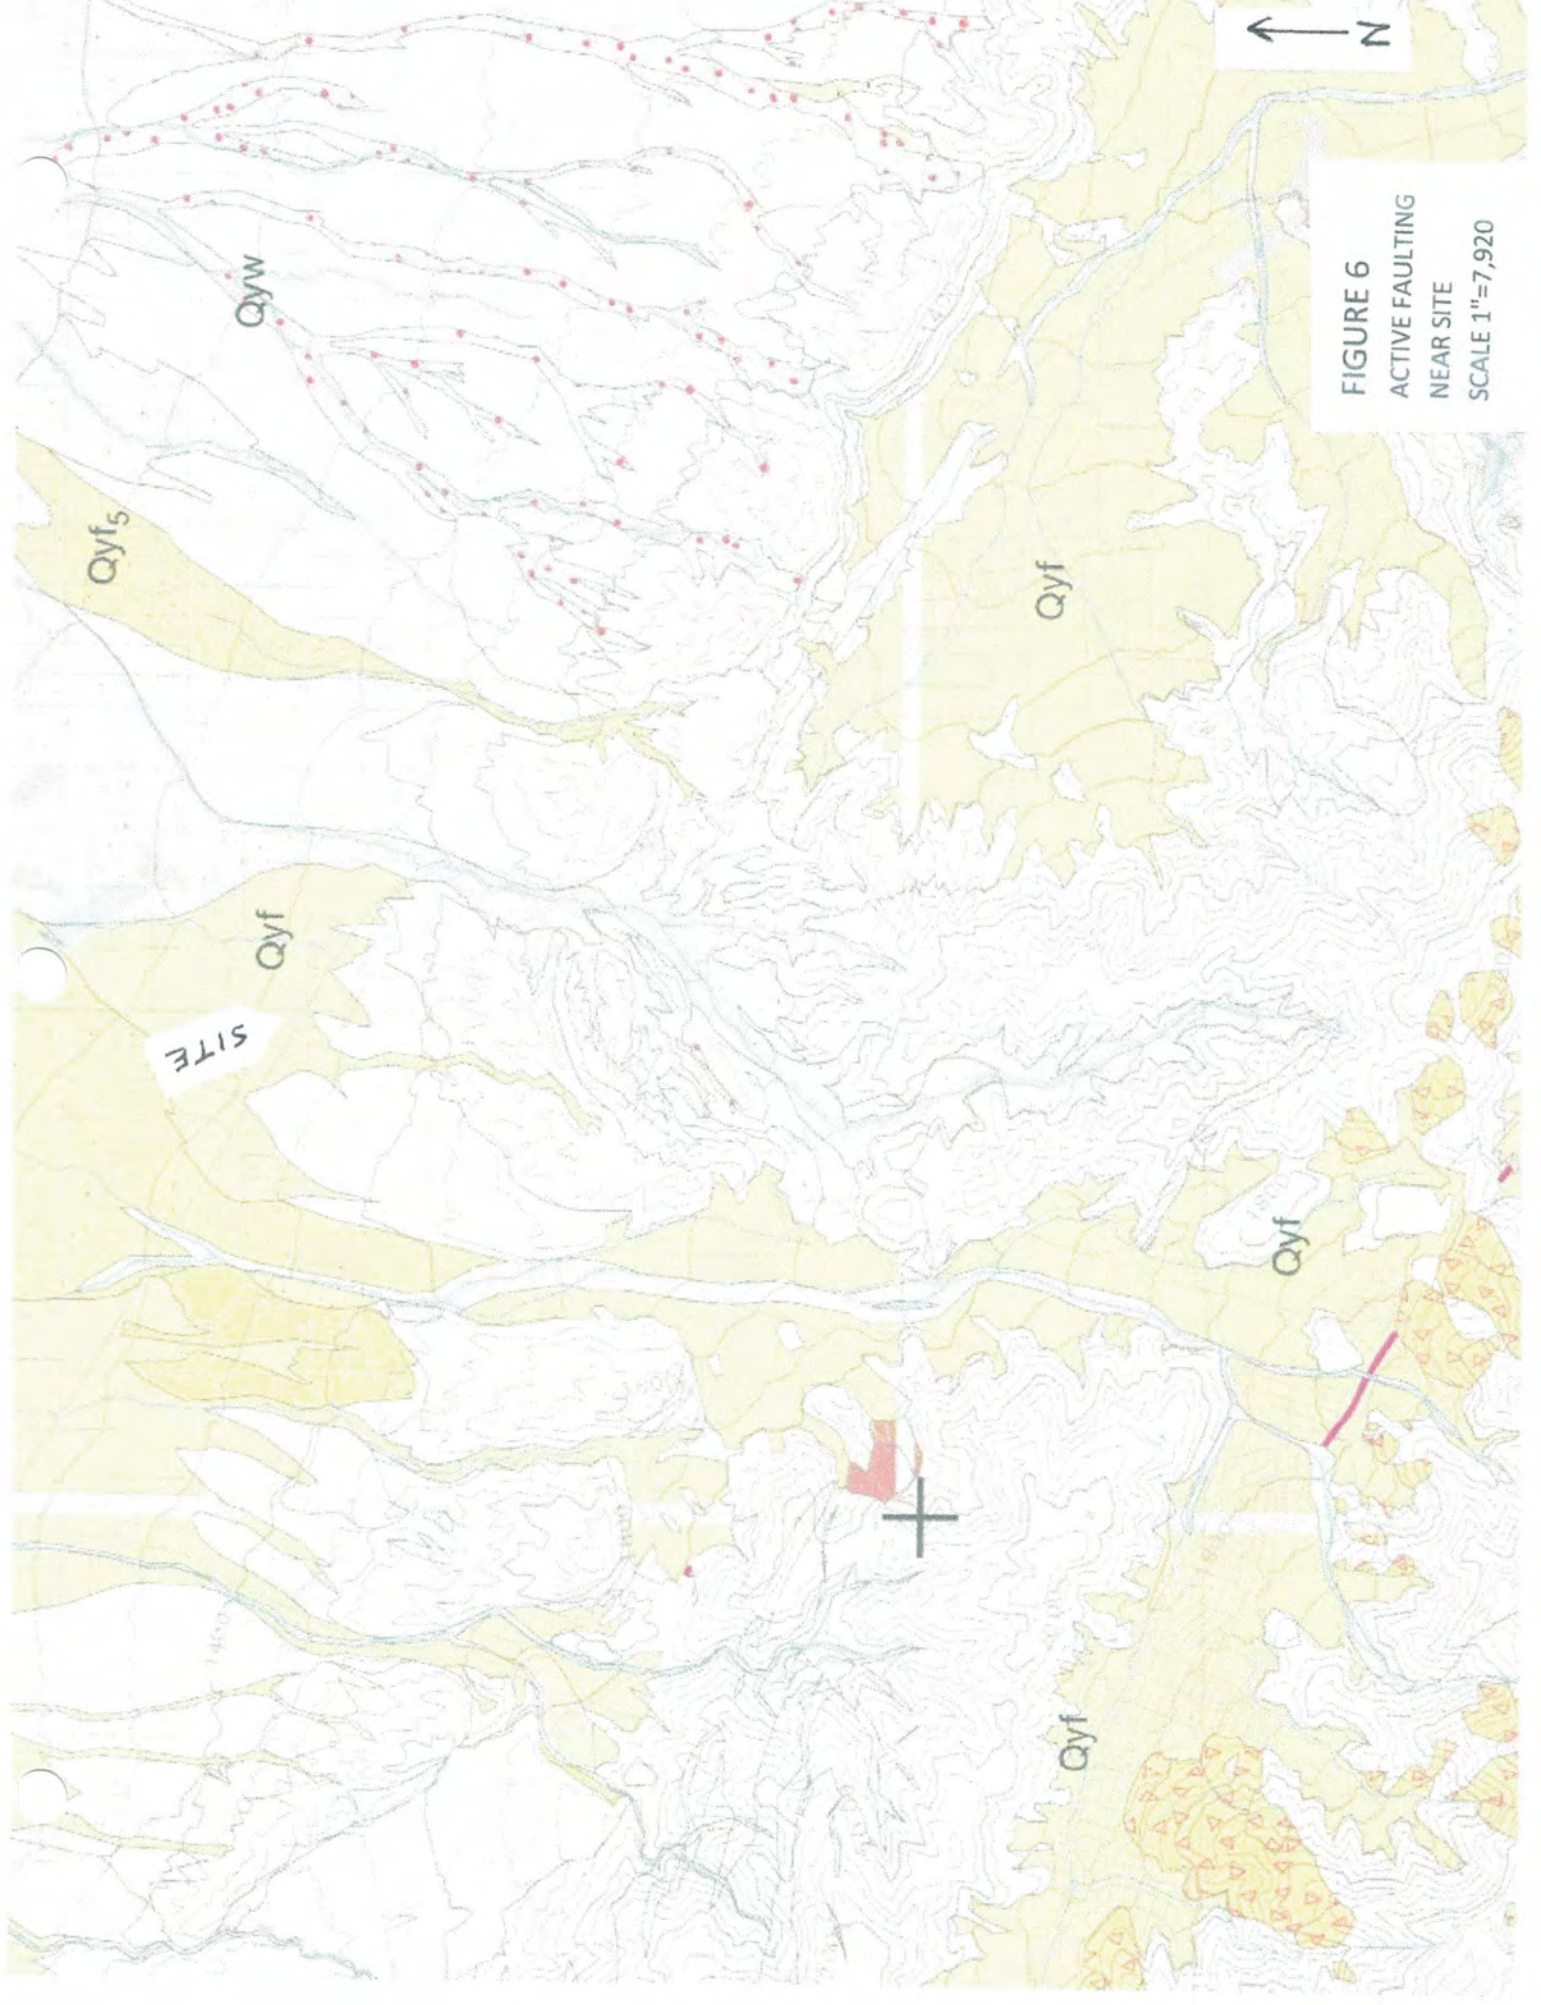 FIGURE 6
ACTIVE FAULTING
NEAR SITE
SCALE 1"=7,920
N
SITE
Qyw
Qyf5
Qyf
Qyf
Qyf
Qyf